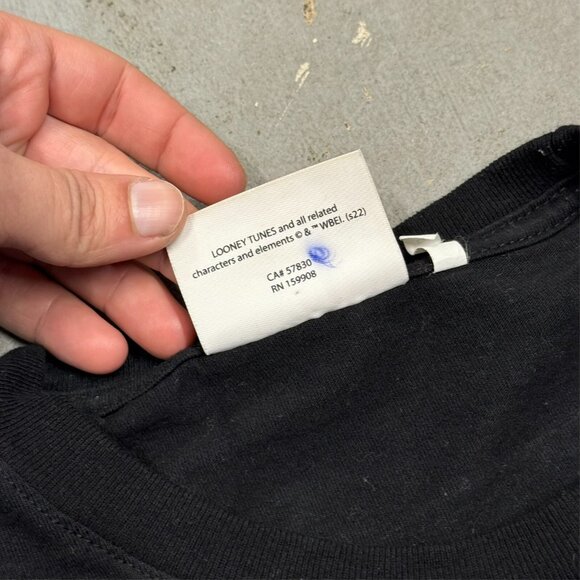 LOONEY TUNES and all related
characters and elements © & ™ WBEI. (s22)
CA# 57830
RN 159908